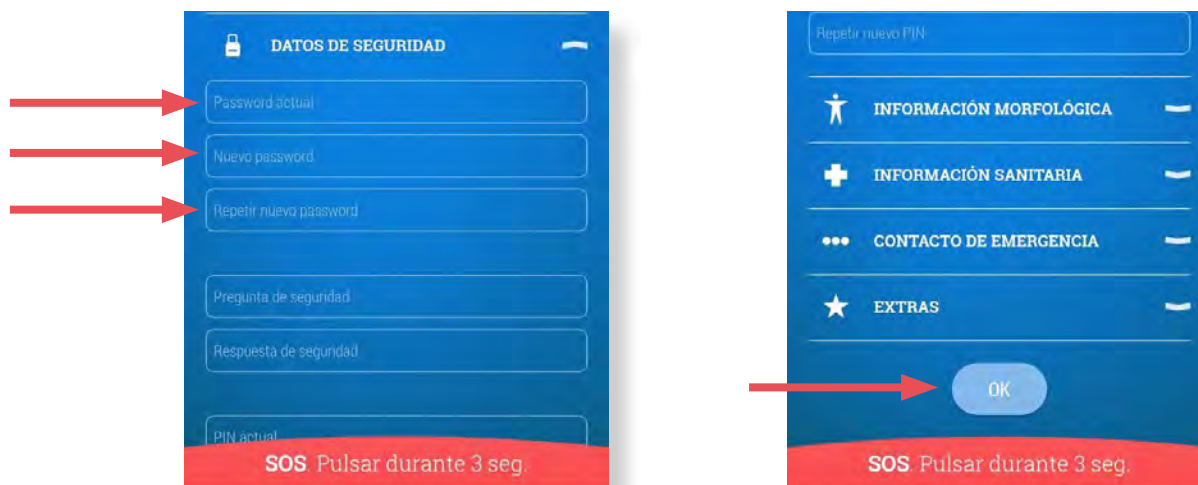 DATOS DE SEGURIDAD
Password actual
Nuevo password
Repetir nuevo password
Pregunta de seguridad
Respuesta de seguridad
PIN actual
SOS. Pulsar durante 3 seg.
Repetir nuevo PIN
INFORMACIÓN MORFOLÓGICA
INFORMACIÓN SANITARIA
CONTACTO DE EMERGENCIA
EXTRAS
OK
SOS. Pulsar durante 3 seg.